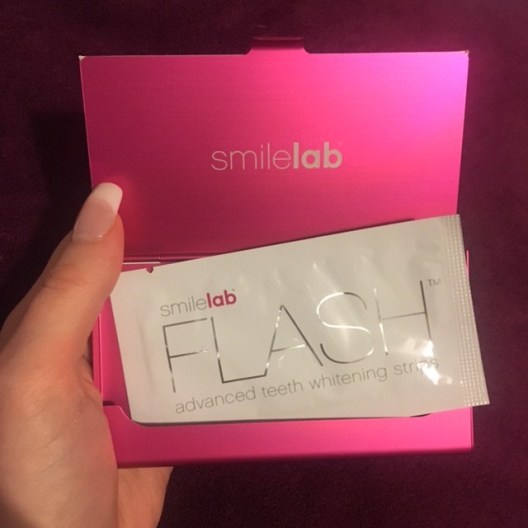 smilelab
smilelab
FLASH™
advanced teeth whitening strips